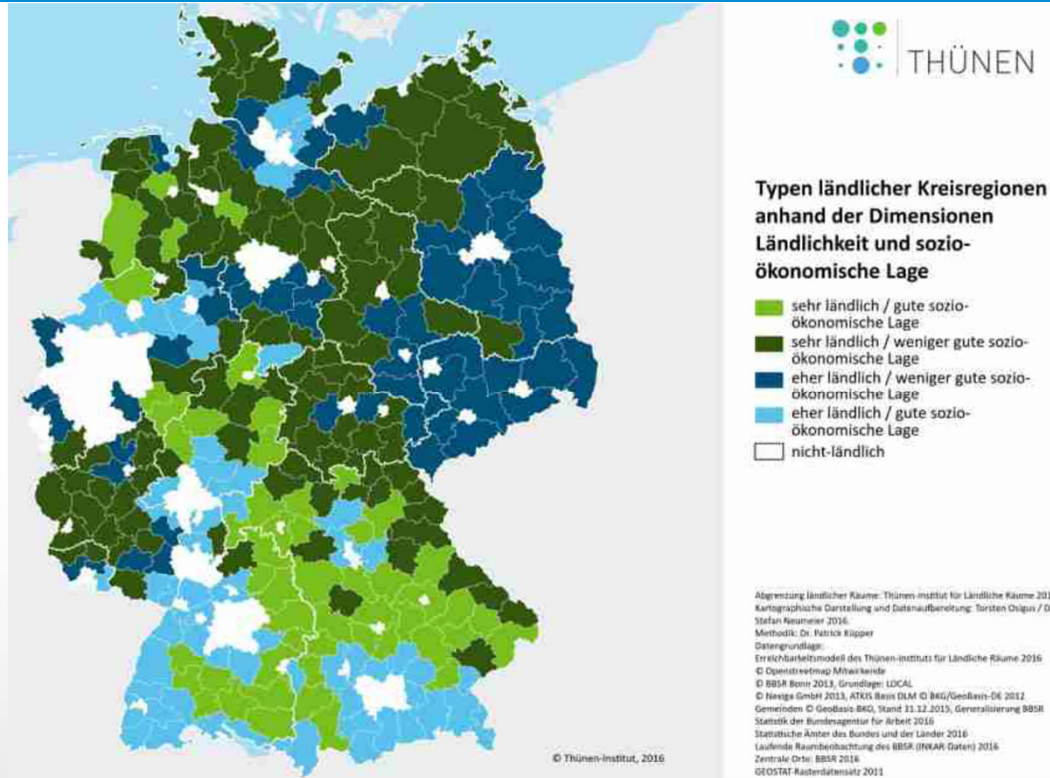 THÜNEN
Typen ländlicher Kreisregionen
anhand der Dimensionen
Ländlichkeit und sozio-
ökonomische Lage
sehr ländlich / gute sozio-
ökonomische Lage
sehr ländlich / weniger gute sozio-
ökonomische Lage
eher ländlich / weniger gute sozio-
ökonomische Lage
eher ländlich / gute sozio-
ökonomische Lage
nicht-ländlich
Abgrenzung ländlicher Räume: Thünen-Institut für Ländliche Räume 201
Kartographische Darstellung und Datenaufbereitung: Torsten Osigus / D
Stefan Neumeier 2016.
Methodik: Dr. Patrick Küpper
Datengrundlage:
Erreichbarkeitsmodell des Thünen-Instituts für Ländliche Räume 2016
© Openstreetmap Mitwirkende
© BBSR Bonn 2013, Grundlage: LOCAL
© Nexiga GmbH 2013, ATKIS Basis DLM © BKG/GeoBasis-DE 2012
Gemeinden © GeoBasis-BKG, Stand 31.12.2015, Generalisierung BBSR
Statistik der Bundesagentur für Arbeit 2016
Statistische Ämter des Bundes und der Länder 2016
Laufende Raumbeobachtung des BBSR (INKAR-Daten) 2016
Zentrale Orte: BBSR 2016
GEOSTAT-Rasterdatensatz 2011
© Thünen-Institut, 2016